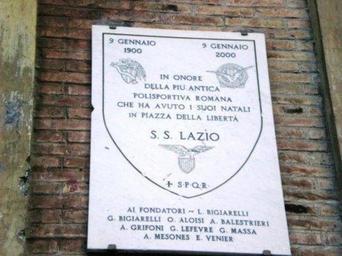 9 GENNAIO 9 GENNAIO
1900 2000
IN ONORE
DELLA PIU ANTICA
POLISPORTIVA ROMANA
CHE HA AVUTO I SUOI NATALI
IN PIAZZA DELLA LIBERTÀ
S. S. LAZIO
S.P.Q.R.
AI FONDATORI - L. BIGIARELLI
G. BIGIARELLI O. ALOISI A. BALESTRIERI
A. GRIFONI G. LEFEVRE G. MASSA
A. MESONES E. VENIER